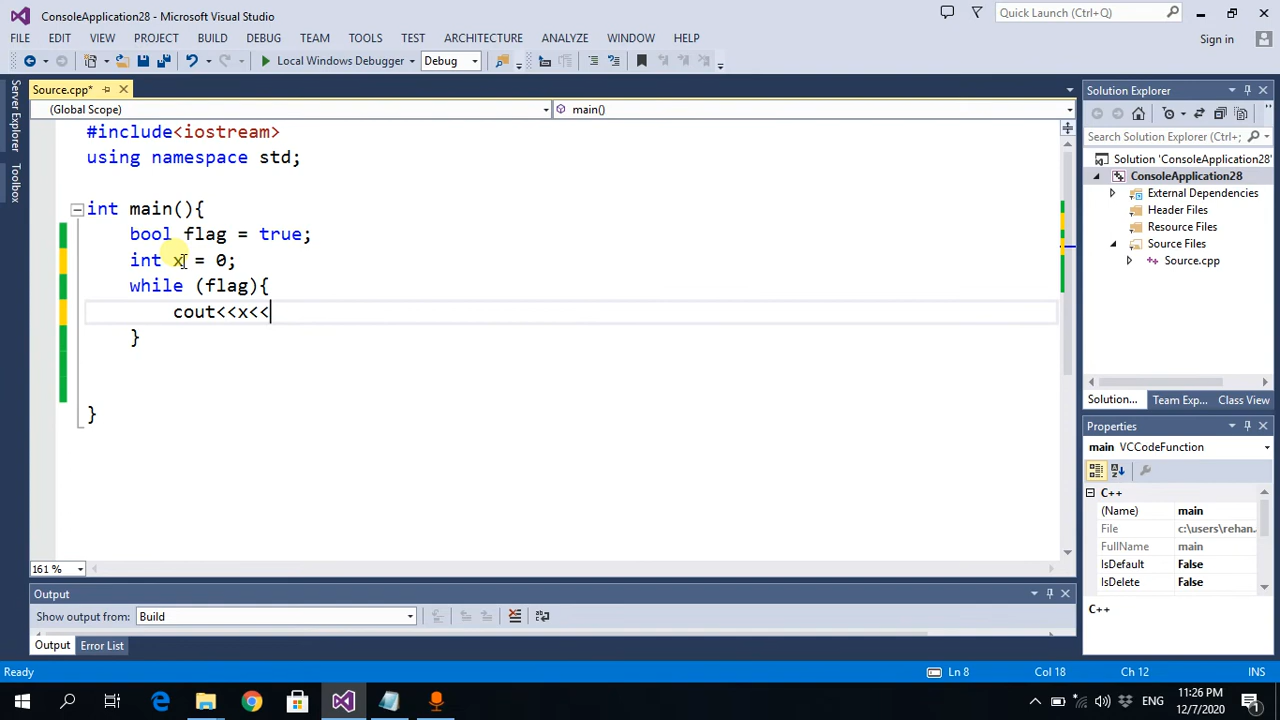 ConsoleApplication28 - Microsoft Visual Studio
Quick Launch (Ctrl+Q)
FILE EDIT VIEW PROJECT BUILD DEBUG TEAM TOOLS TEST ARCHITECTURE ANALYZE WINDOW HELP
Sign in
Local Windows Debugger
Debug
Server Explorer
Toolbox
Source.cpp*
(Global Scope)
main()
#include<iostream>
using namespace std;
int main(){
bool flag = true;
int x = 0;
while (flag){
cout<<x<<
}
}
161 %
Solution Explorer
Search Solution Explorer (Ctrl+;
Solution 'ConsoleApplication28'
ConsoleApplication28
External Dependencies
Header Files
Resource Files
Source Files
Source.cpp
Solution... Team Exp... Class View
Properties
main VCCodeFunction
C++
(Name) main
File c:\users\rehan.
FullName main
IsDefault False
IsDelete False
C++
Output
Show output from: Build
Output Error List
Ready
Ln 8
Col 18
Ch 12
INS
ENG
11:26 PM
12/7/2020
1